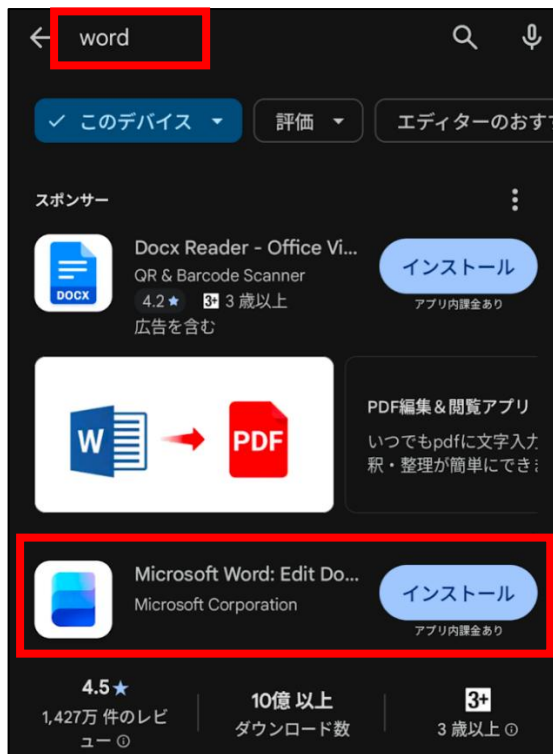 word
このデバイス
評価
エディターのおすす
スポンサー
Docx Reader - Office Vi...
QR & Barcode Scanner
4.2★ 3+ 3 歳以上
広告を含む
インストール
アプリ内課金あり
DOCX
W
PDF
PDF編集&閲覧アプリ
いつでもpdfに文字入力
釈・整理が簡単にでき
Microsoft Word: Edit Do...
Microsoft Corporation
インストール
アプリ内課金あり
4.5★
1,427万 件のレビ
ュー
10億 以上
ダウンロード数
3+
3 歳以上